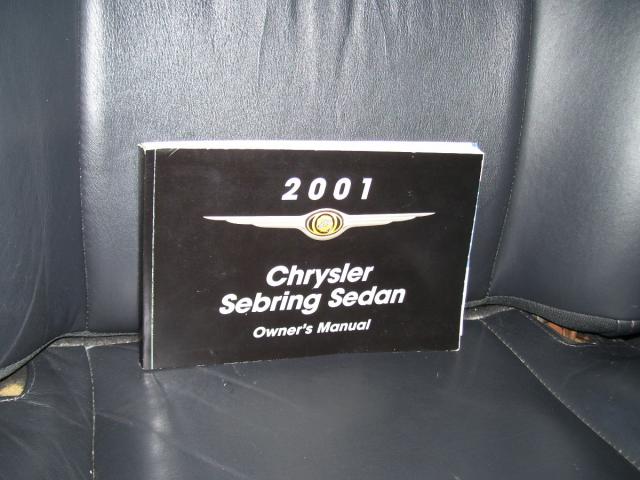 2001
Chrysler
Sebring Sedan
Owner's Manual